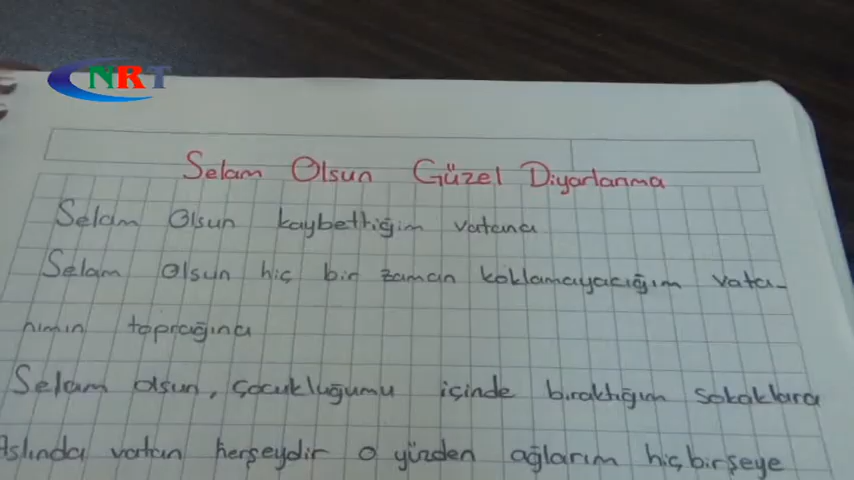 NRT
Selam Olsun Güzel Diyarlarıma
Selam Olsun kaybettiğim vatana
Selam olsun hiç bir zaman koklamayacığım vata-
nımın toprağına
Selam olsun, çocukluğumu içinde bıraktığım sokaklara
Aslında vatan herşeydir o yüzden ağlarım hiçbirşeye